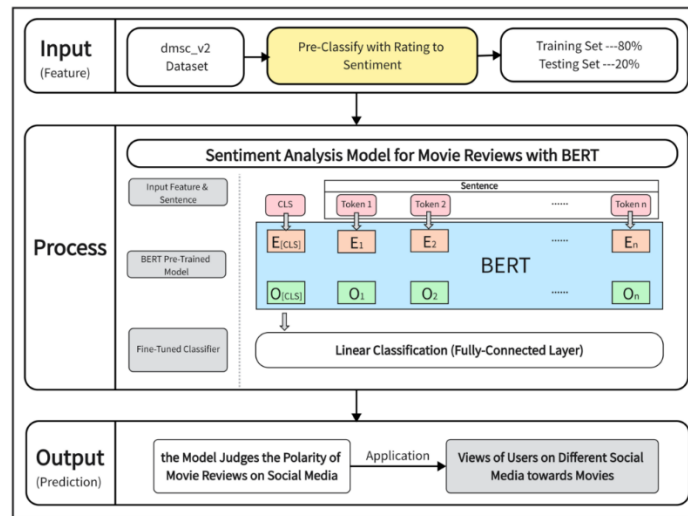 Input
(Feature)
dmsc_v2
Dataset
Pre-Classify with Rating to
Sentiment
Training Set ---80%
Testing Set ---20%
Process
Sentiment Analysis Model for Movie Reviews with BERT
Input Feature &
Sentence
Sentence
CLS
Token 1
Token 2
......
Token n
BERT Pre-Trained
Model
E[CLS]
E1
E2
......
En
BERT
O[CLS]
O1
O2
......
On
Fine-Tuned Classifier
Linear Classification (Fully-Connected Layer)
Output
(Prediction)
the Model Judges the Polarity of
Movie Reviews on Social Media
Application
Views of Users on Different Social
Media towards Movies